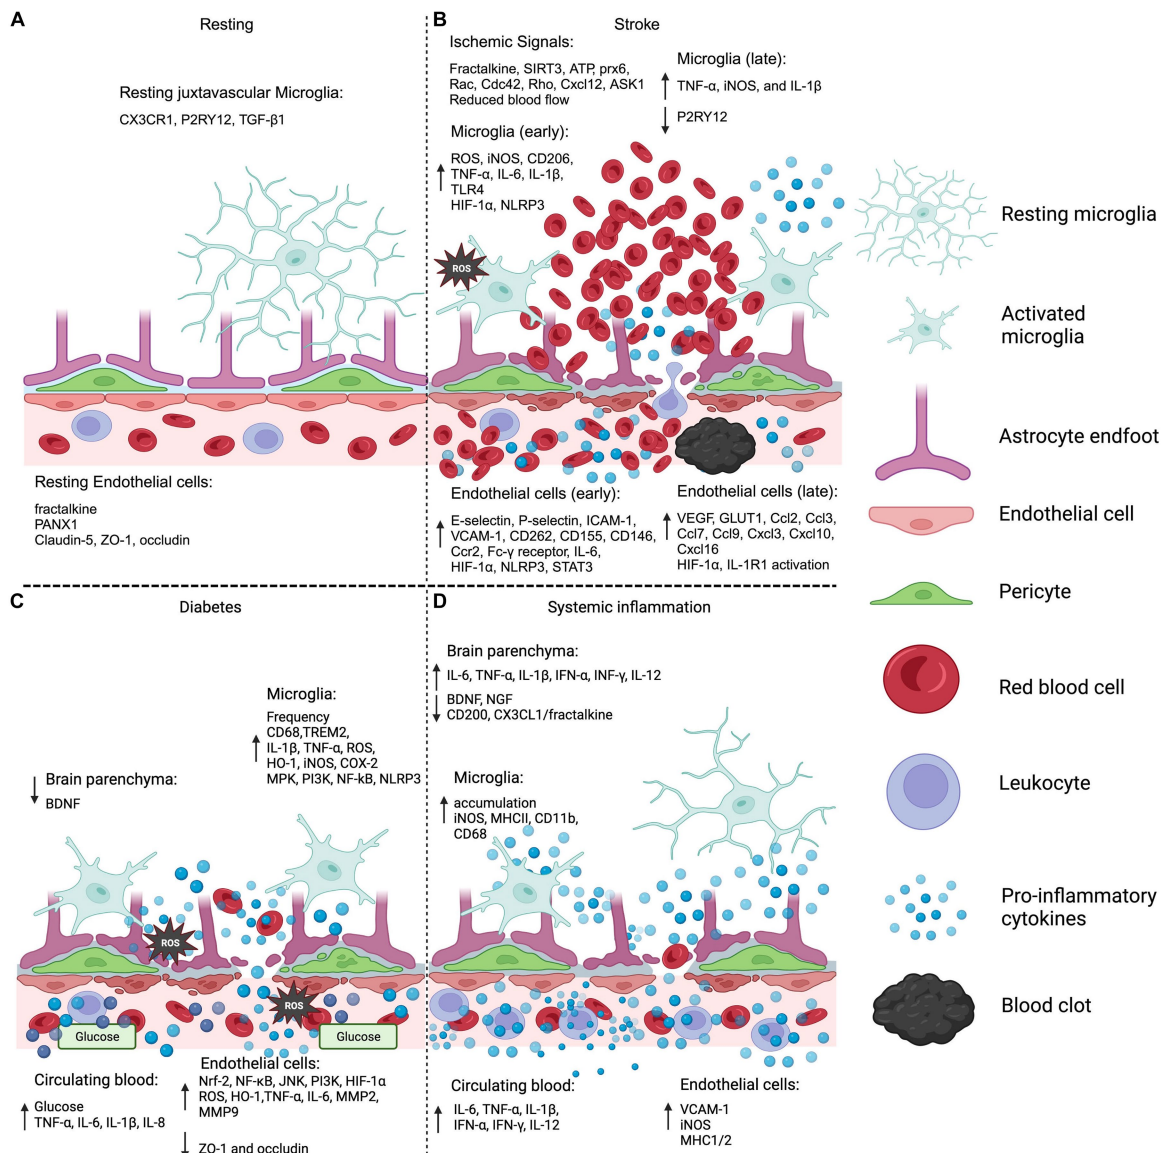 A
Resting
Resting juxtavascular Microglia:
CX3CR1, P2RY12, TGF-β1
Resting Endothelial cells:
fractalkine
PANX1
Claudin-5, ZO-1, occludin
B
Stroke
Ischemic Signals:
Fractalkine, SIRT3, ATP, prx6,
Rac, Cdc42, Rho, Cxcl12, ASK1
Reduced blood flow
Microglia (late):
TNF-α, iNOS, and IL-1β
P2RY12
Microglia (early):
ROS, iNOS, CD206,
TNF-α, IL-6, IL-1β,
TLR4
HIF-1α, NLRP3
ROS
Endothelial cells (early):
E-selectin, P-selectin, ICAM-1,
VCAM-1, CD262, CD155, CD146,
Ccr2, Fc-γ receptor, IL-6,
HIF-1α, NLRP3, STAT3
Endothelial cells (late):
VEGF, GLUT1, Ccl2, Ccl3,
Ccl7, Ccl9, Cxcl3, Cxcl10,
Cxcl16
HIF-1α, IL-1R1 activation
C
Diabetes
Microglia:
Frequency
CD68,TREM2,
IL-1β, TNF-α, ROS,
HO-1, iNOS, COX-2
MPK, PI3K, NF-kB, NLRP3
Brain parenchyma:
BDNF
ROS
ROS
Glucose
Glucose
Circulating blood:
Glucose
TNF-α, IL-6, IL-1β, IL-8
Endothelial cells:
Nrf-2, NF-κB, JNK, PI3K, HIF-1α
ROS, HO-1,TNF-α, IL-6, MMP2,
MMP9
ZO-1 and occludin
D
Systemic inflammation
Brain parenchyma:
IL-6, TNF-α, IL-1β, IFN-α, INF-γ, IL-12
BDNF, NGF
CD200, CX3CL1/fractalkine
Microglia:
accumulation
iNOS, MHCII, CD11b,
CD68
Circulating blood:
IL-6, TNF-α, IL-1β,
IFN-α, IFN-γ, IL-12
Endothelial cells:
VCAM-1
iNOS
MHC1/2
Resting microglia
Activated
microglia
Astrocyte endfoot
Endothelial cell
Pericyte
Red blood cell
Leukocyte
Pro-inflammatory
cytokines
Blood clot